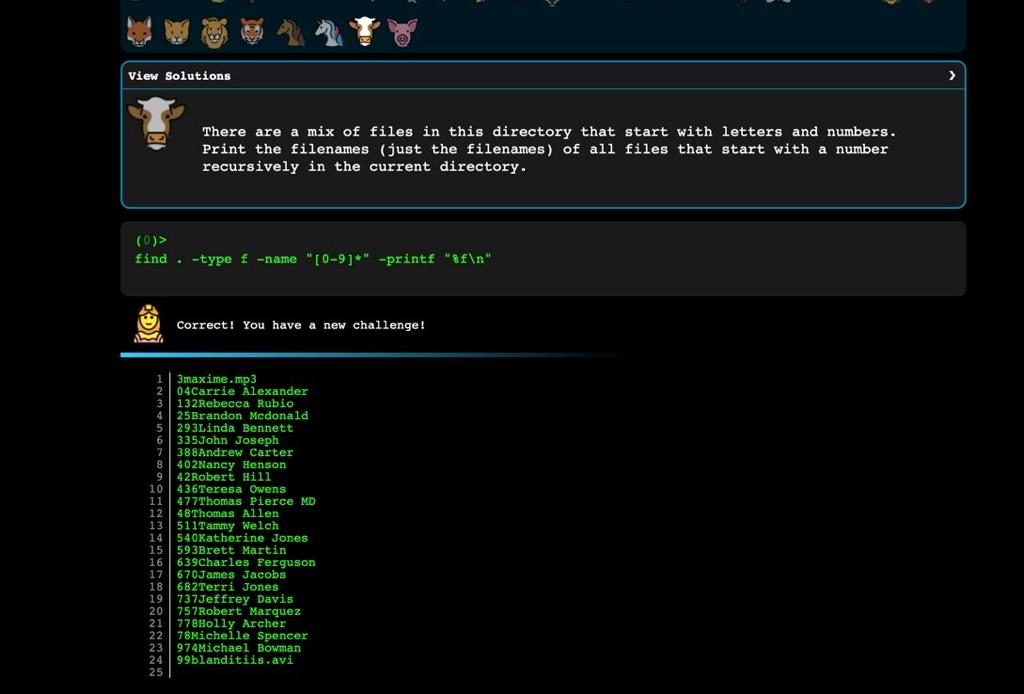 View Solutions ❯
There are a mix of files in this directory that start with letters and numbers.
Print the filenames (just the filenames) of all files that start with a number
recursively in the current directory.
(0)>
find . -type f -name "[0-9]*" -printf "%f\n"
Correct! You have a new challenge!
1 3maxime.mp3
2 04Carrie Alexander
3 132Rebecca Rubio
4 25Brandon Mcdonald
5 293Linda Bennett
6 335John Joseph
7 388Andrew Carter
8 402Nancy Henson
9 42Robert Hill
10 436Teresa Owens
11 477Thomas Pierce MD
12 48Thomas Allen
13 511Tammy Welch
14 540Katherine Jones
15 593Brett Martin
16 639Charles Ferguson
17 670James Jacobs
18 682Terri Jones
19 737Jeffrey Davis
20 757Robert Marquez
21 778Holly Archer
22 78Michelle Spencer
23 974Michael Bowman
24 99blanditiis.avi
25